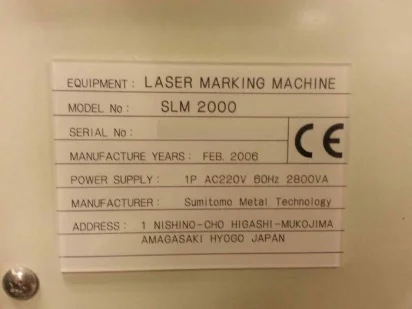 EQUIPMENT : LASER MARKING MACHINE
MODEL No : SLM 2000
SERIAL No :
CE
MANUFACTURE YEARS : FEB. 2006
POWER SUPPLY : 1P AC220V 60Hz 2800VA
MANUFACTURER : Sumitomo Metal Technology
ADDRESS : 1 NISHINO-CHO HIGASHI-MUKOJIMA
AMAGASAKI HYOGO JAPAN